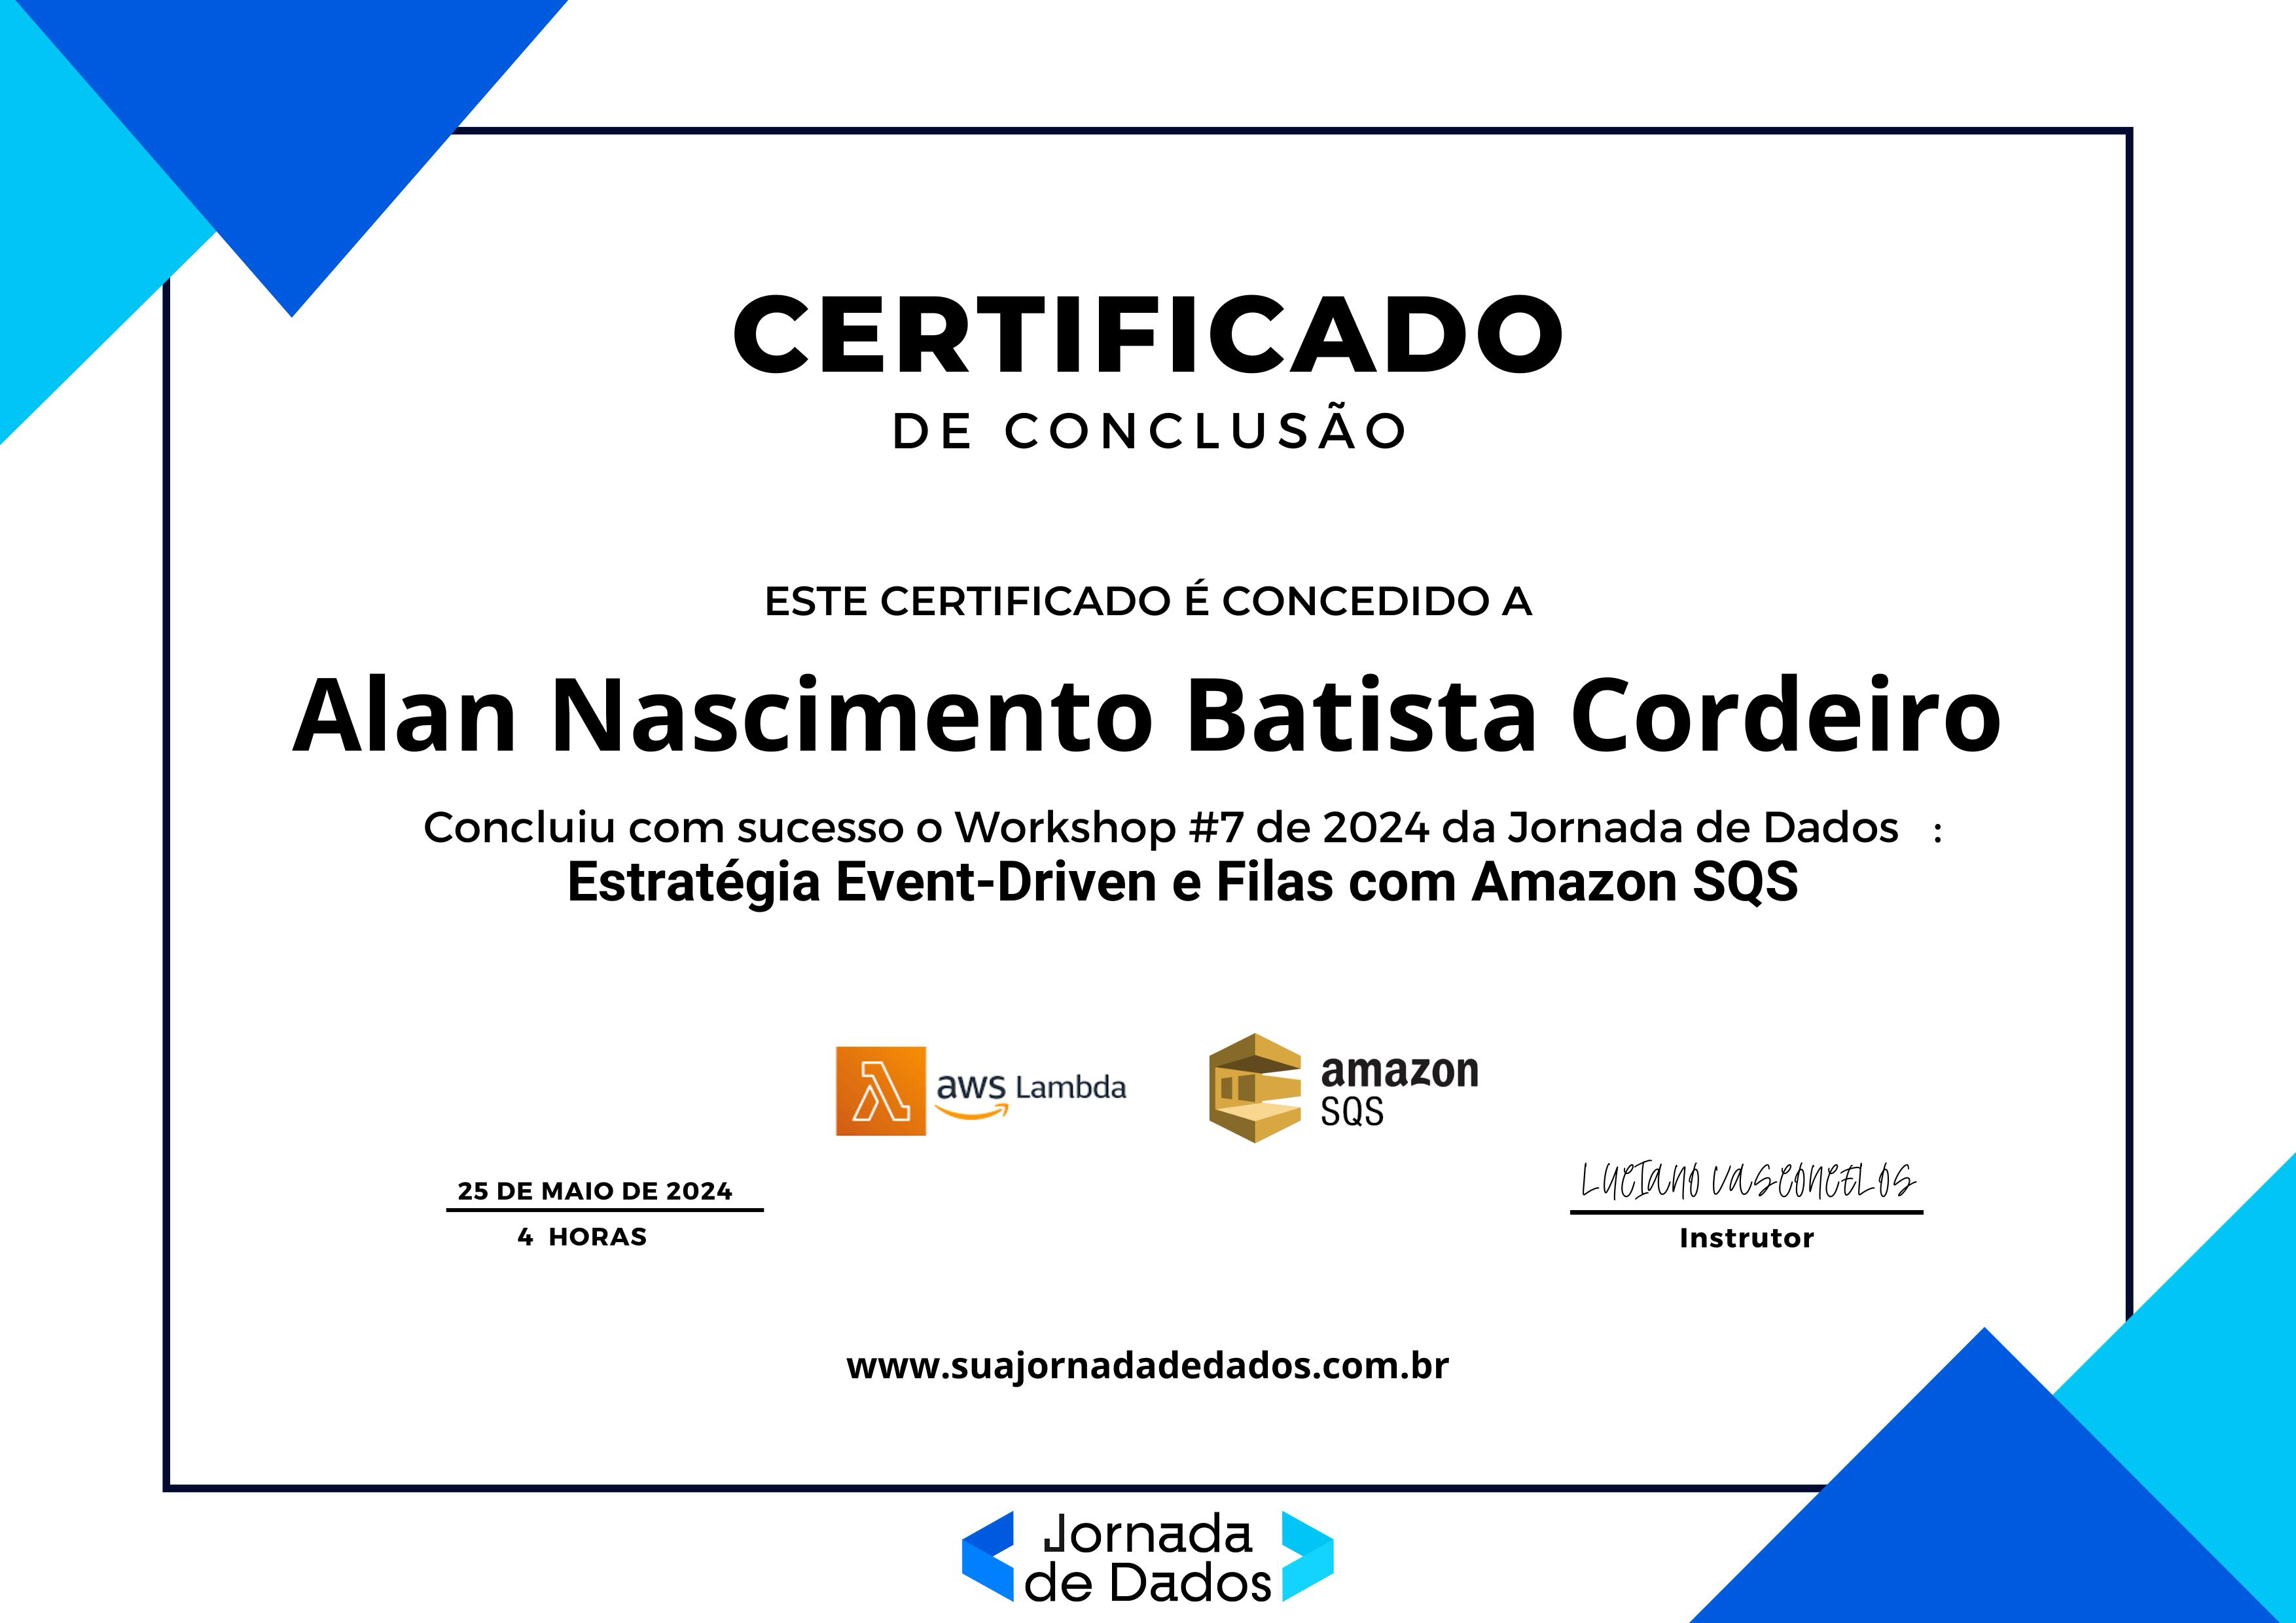 CERTIFICADO
DE CONCLUSÃO
ESTE CERTIFICADO É CONCEDIDO A
Alan Nascimento Batista Cordeiro
Concluiu com sucesso o Workshop #7 de 2024 da Jornada de Dados :
Estratégia Event-Driven e Filas com Amazon SQS
aws Lambda
amazon
SQS
25 DE MAIO DE 2024
4 HORAS
Luciano Vasconcelos
Instrutor
www.suajornadadedados.com.br
Jornada
de Dados